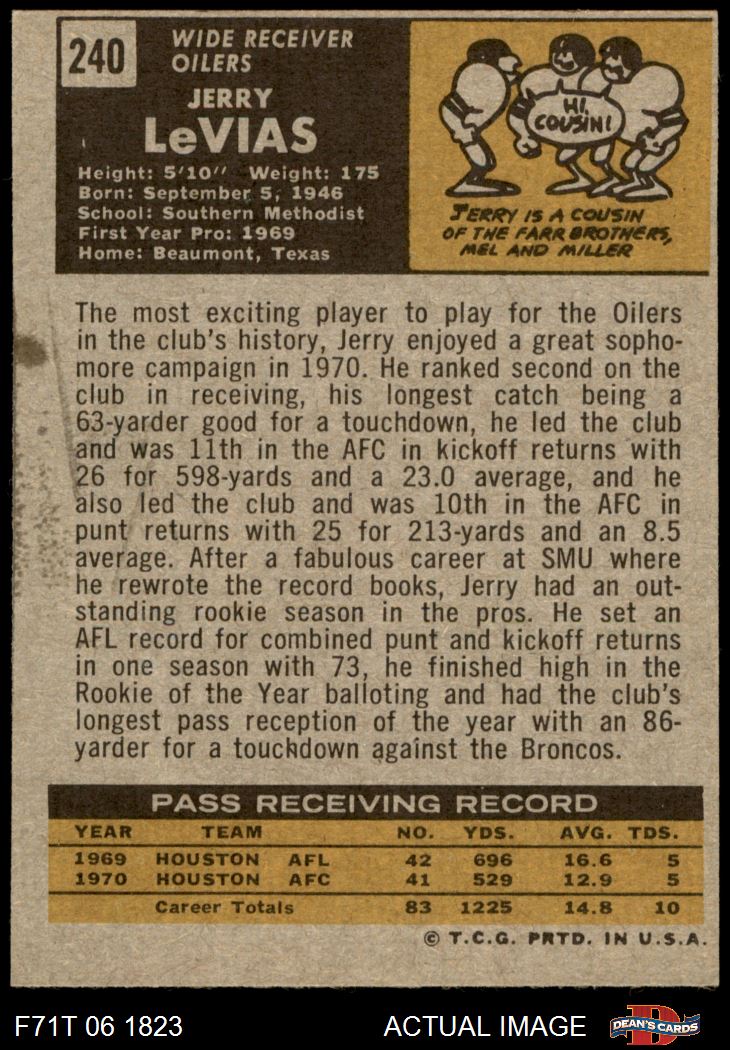 240
WIDE RECEIVER
OILERS
JERRY
LeVIAS
Height: 5'10" Weight: 175
Born: September 5, 1946
School: Southern Methodist
First Year Pro: 1969
Home: Beaumont, Texas
HI,
COUSIN!
JERRY IS A COUSIN
OF THE FARR BROTHERS,
MEL AND MILLER
The most exciting player to play for the Oilers
in the club's history, Jerry enjoyed a great sopho-
more campaign in 1970. He ranked second on the
club in receiving, his longest catch being a
63-yarder good for a touchdown, he led the club
and was 11th in the AFC in kickoff returns with
26 for 598-yards and a 23.0 average, and he
also led the club and was 10th in the AFC in
punt returns with 25 for 213-yards and an 8.5
average. After a fabulous career at SMU where
he rewrote the record books, Jerry had an out-
standing rookie season in the pros. He set an
AFL record for combined punt and kickoff returns
in one season with 73, he finished high in the
Rookie of the Year balloting and had the club's
longest pass reception of the year with an 86-
yarder for a touchdown against the Broncos.
PASS RECEIVING RECORD
YEAR TEAM NO. YDS. AVG. TDS.
1969 HOUSTON AFL 42 696 16.6 5
1970 HOUSTON AFC 41 529 12.9 5
Career Totals 83 1225 14.8 10
© T.C.G. PRTD. IN U.S.A.
F71T 06 1823 ACTUAL IMAGE
D
DEAN'S CARDS